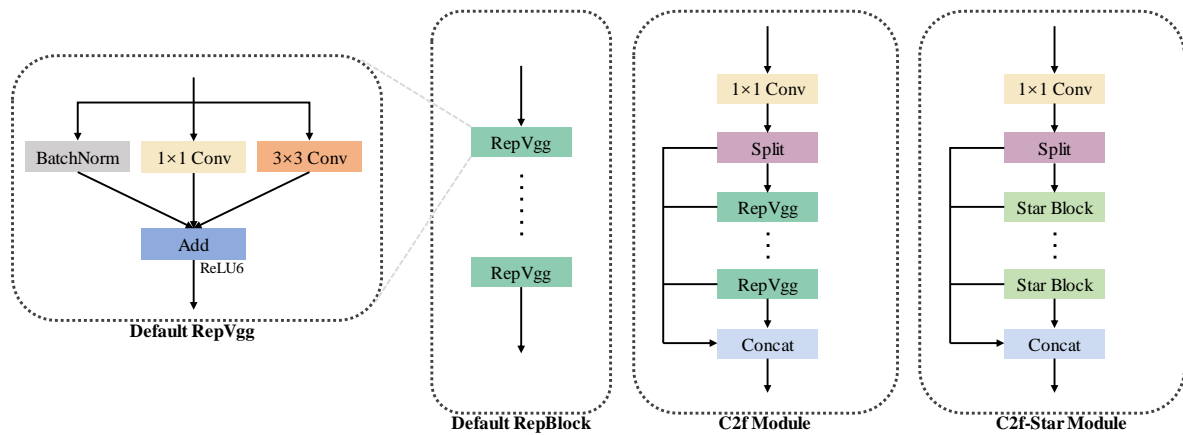 BatchNorm
1×1 Conv
3×3 Conv
Add
ReLU6
Default RepVgg
RepVgg
RepVgg
Default RepBlock
1×1 Conv
Split
RepVgg
RepVgg
Concat
C2f Module
1×1 Conv
Split
Star Block
Star Block
Concat
C2f-Star Module